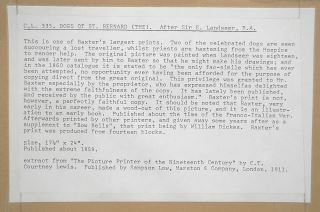 C.L. 335. DOGS OF ST. BERNARD (THE). After Sir E. Landseer, R.A.
This is one of Baxter's largest prints. Two of the celebrated dogs are seen
succouring a lost traveller, whilst priests are hastening from the Hospice
to render help. The original picture was painted when Landseer was eighteen,
and was later sent by him to Baxter so that he might make his drawings; and
in the 1860 catalogue it is stated to be "the only fac-simile which has ever
been attempted, no opportunity ever having been afforded for the purpose of
copying direct from the great original. This privilege was granted to Mr.
Baxter especially by the proprietor, who has expressed himself as delighted
with the extreme faithfulness of the copy. It has lately been published,
and received by the public with great enthusiasm." Baxter's print is not,
however, a perfectly faithful copy. It should be noted that Baxter, very
early in his career, made a wood-cut of this picture, and it is an illustra-
tion to an early book. Published about the time of the Franco-Italian War.
Afterwards printed by other printers, and given away some years after as a
supplement to "Bow Bells", that print being by William Dickes. Baxter's
print was produced from fourteen blocks.
Size,
Published about 1859.
extract from "The Picture Printer of the Nineteenth Century" by C.T.
Courtney Lewis. Published by Sampson Low, Marston & Company, London, 1911.